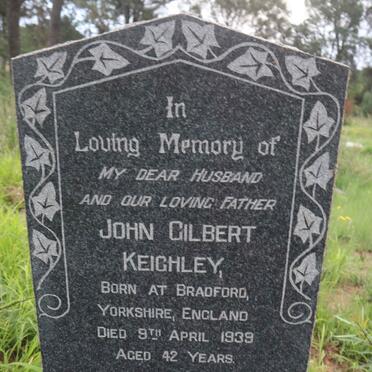 In
Loving Memory of
My dear Husband
and our loving Father
John Gilbert
Keighley,
Born at Bradford,
Yorkshire, England
Died 9th April 1939
Aged 42 Years.